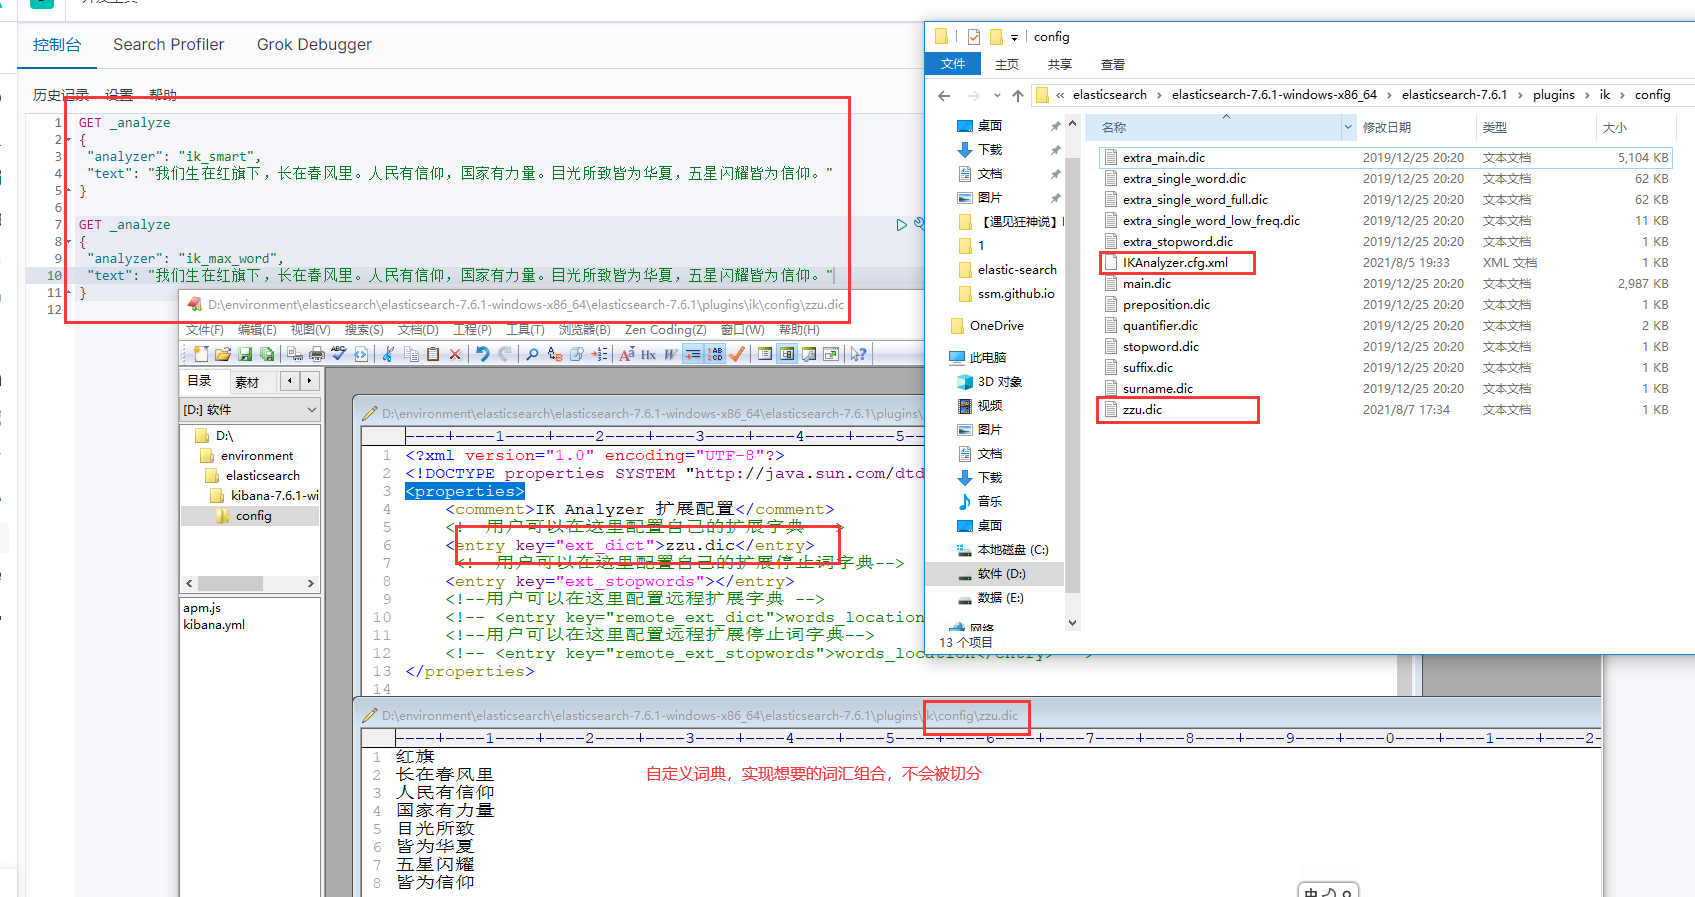 控制台 Search Profiler Grok Debugger
历史记录 设置 帮助
1 GET _analyze
2 {
3 "analyzer": "ik_smart",
4 "text": "我们生在红旗下，长在春风里。人民有信仰，国家有力量。目光所致皆为华夏，五星闪耀皆为信仰。"
5 }
6
7 GET _analyze
8 {
9 "analyzer": "ik_max_word",
10 "text": "我们生在红旗下，长在春风里。人民有信仰，国家有力量。目光所致皆为华夏，五星闪耀皆为信仰。"
11 }
12
D:\environment\elasticsearch\elasticsearch-7.6.1-windows-x86_64\elasticsearch-7.6.1\plugins\ik\config\zzu.dic
文件(F) 编辑(E) 视图(V) 搜索(S) 文档(D) 工程(P) 工具(T) 浏览器(B) Zen Coding(Z) 窗口(W) 帮助(H)
目录 素材
[D:] 软件
D:\
environment
elasticsearch
kibana-7.6.1-wi
config
apm.js
kibana.yml
D:\environment\elasticsearch\elasticsearch-7.6.1-windows-x86_64\elasticsearch-7.6.1\plugins\
----+----1----+----2----+----3----+----4----+----5--
1 <?xml version="1.0" encoding="UTF-8"?>
2 <!DOCTYPE properties SYSTEM "http://java.sun.com/dtd
3 <properties>
4 <comment>IK Analyzer 扩展配置</comment>
5 用户可以在这里配置自己的扩展字典
6 <entry key="ext_dict">zzu.dic</entry>
7 用户可以在这里配置自己的扩展停止词字典-->
8 <entry key="ext_stopwords"></entry>
9 <!--用户可以在这里配置远程扩展字典 -->
10 <!-- <entry key="remote_ext_dict">words_location
11 <!--用户可以在这里配置远程扩展停止词字典-->
12 <!-- <entry key="remote_ext_stopwords">words_location</entry>
13 </properties>
14
D:\environment\elasticsearch\elasticsearch-7.6.1-windows-x86_64\elasticsearch-7.6.1\plugins\ik\config\zzu.dic
----+----1----+----2----+----3----+----4----+----5----+----6----+----7----+----8----+----9----+----0----+----1----+----2-
1 红旗
2 长在春风里
3 人民有信仰
4 国家有力量
5 目光所致
6 皆为华夏
7 五星闪耀
8 皆为信仰
自定义词典，实现想要的词汇组合，不会被切分
config
文件 主页 共享 查看
« elasticsearch › elasticsearch-7.6.1-windows-x86_64 › elasticsearch-7.6.1 › plugins › ik › config
桌面
下载
文档
图片
【遇见狂神说】
1
elastic-search
ssm.github.io
OneDrive
此电脑
3D 对象
视频
图片
文档
下载
音乐
桌面
本地磁盘 (C:)
软件 (D:)
数据 (E:)
网络
13 个项目
名称 修改日期 类型 大小
extra_main.dic 2019/12/25 20:20 文本文档 5,104 KB
extra_single_word.dic 2019/12/25 20:20 文本文档 62 KB
extra_single_word_full.dic 2019/12/25 20:20 文本文档 62 KB
extra_single_word_low_freq.dic 2019/12/25 20:20 文本文档 11 KB
extra_stopword.dic 2019/12/25 20:20 文本文档 1 KB
IKAnalyzer.cfg.xml 2021/8/5 19:33 XML 文档 1 KB
main.dic 2019/12/25 20:20 文本文档 2,987 KB
preposition.dic 2019/12/25 20:20 文本文档 1 KB
quantifier.dic 2019/12/25 20:20 文本文档 2 KB
stopword.dic 2019/12/25 20:20 文本文档 1 KB
suffix.dic 2019/12/25 20:20 文本文档 1 KB
surname.dic 2019/12/25 20:20 文本文档 1 KB
zzu.dic 2021/8/7 17:34 文本文档 1 KB